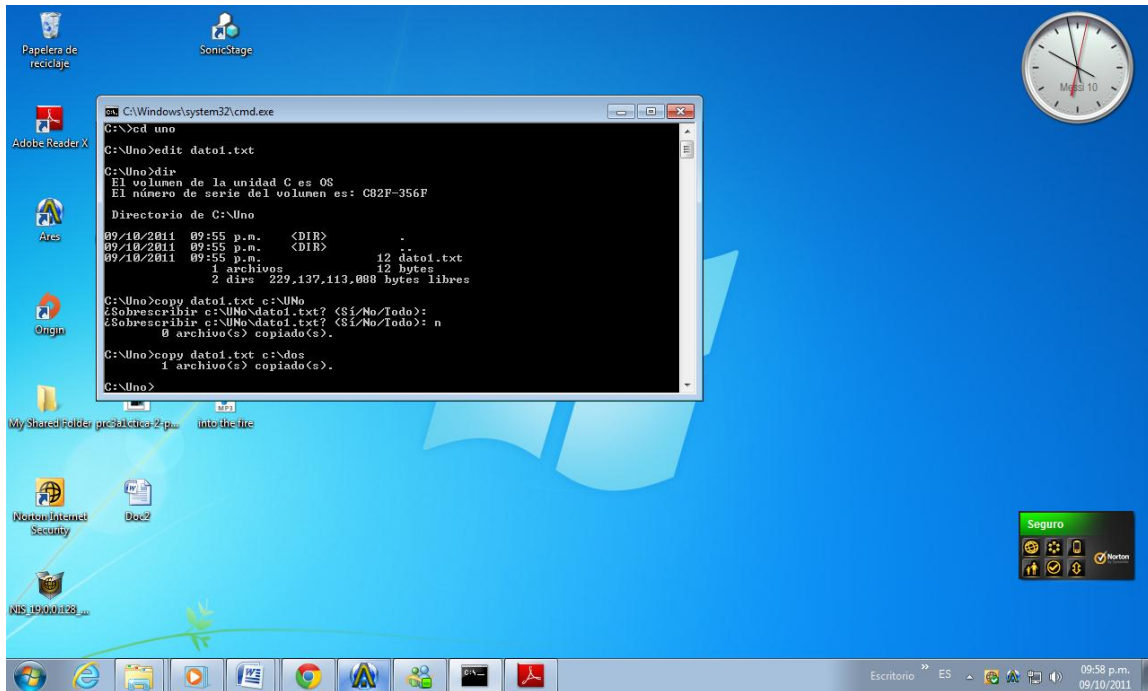 Papelera de
reciclaje
SonicStage
Adobe Reader X
Ares
Origin
My Shared Folder
into the fire
MP3
Norton Internet
Security
Doc2
C:\Windows\system32\cmd.exe
C:\>cd uno
C:\Uno>edit dato1.txt
C:\Uno>dir
El volumen de la unidad C es OS
El número de serie del volumen es: C82F-356F
Directorio de C:\Uno
09/10/2011 09:55 p.m. <DIR> .
09/10/2011 09:55 p.m. <DIR> ..
09/10/2011 09:55 p.m. 12 dato1.txt
1 archivos 12 bytes
2 dirs 229,137,113,088 bytes libres
C:\Uno>copy dato1.txt c:\UNo
¿Sobrescribir c:\UNo\dato1.txt? (Sí/No/Todo):
¿Sobrescribir c:\UNo\dato1.txt? (Sí/No/Todo): n
0 archivo(s) copiado(s).
C:\Uno>copy dato1.txt c:\dos
1 archivo(s) copiado(s).
C:\Uno>
Messi 10
Seguro
Norton
Escritorio
ES
09:58 p.m.
09/10/2011